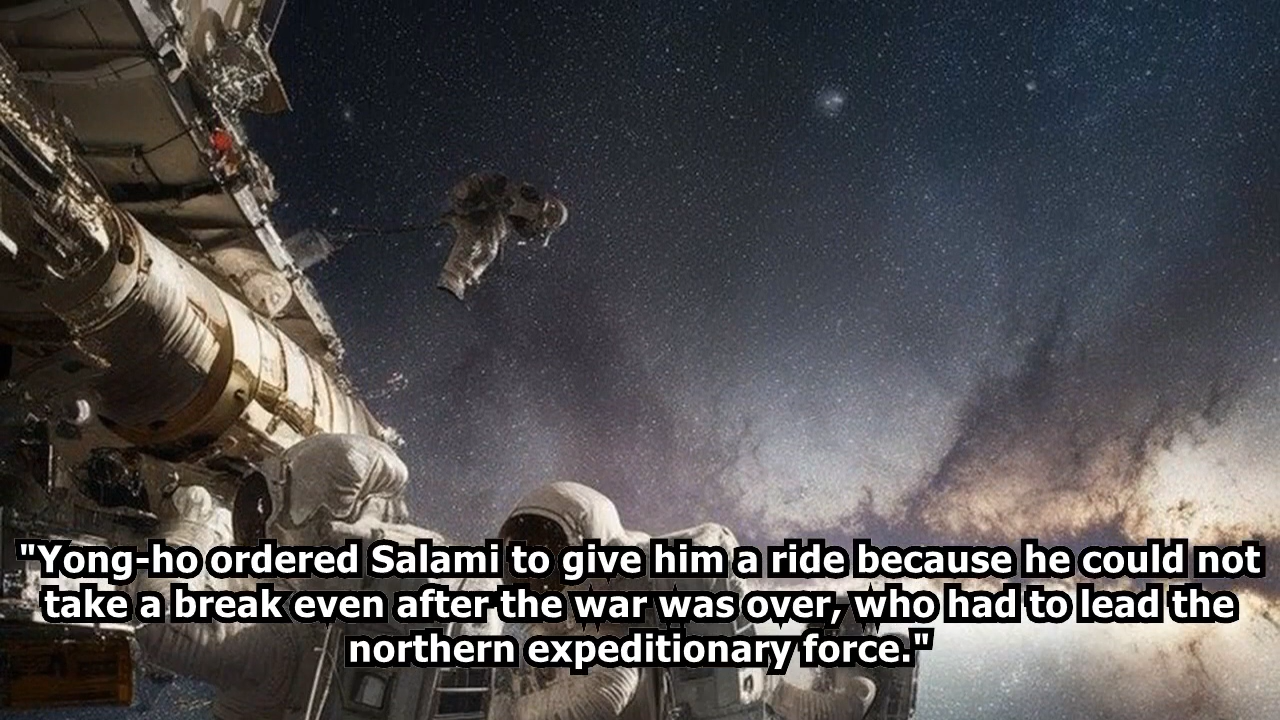 "Yong-ho ordered Salami to give him a ride because he could not
take a break even after the war was over, who had to lead the
northern expeditionary force."